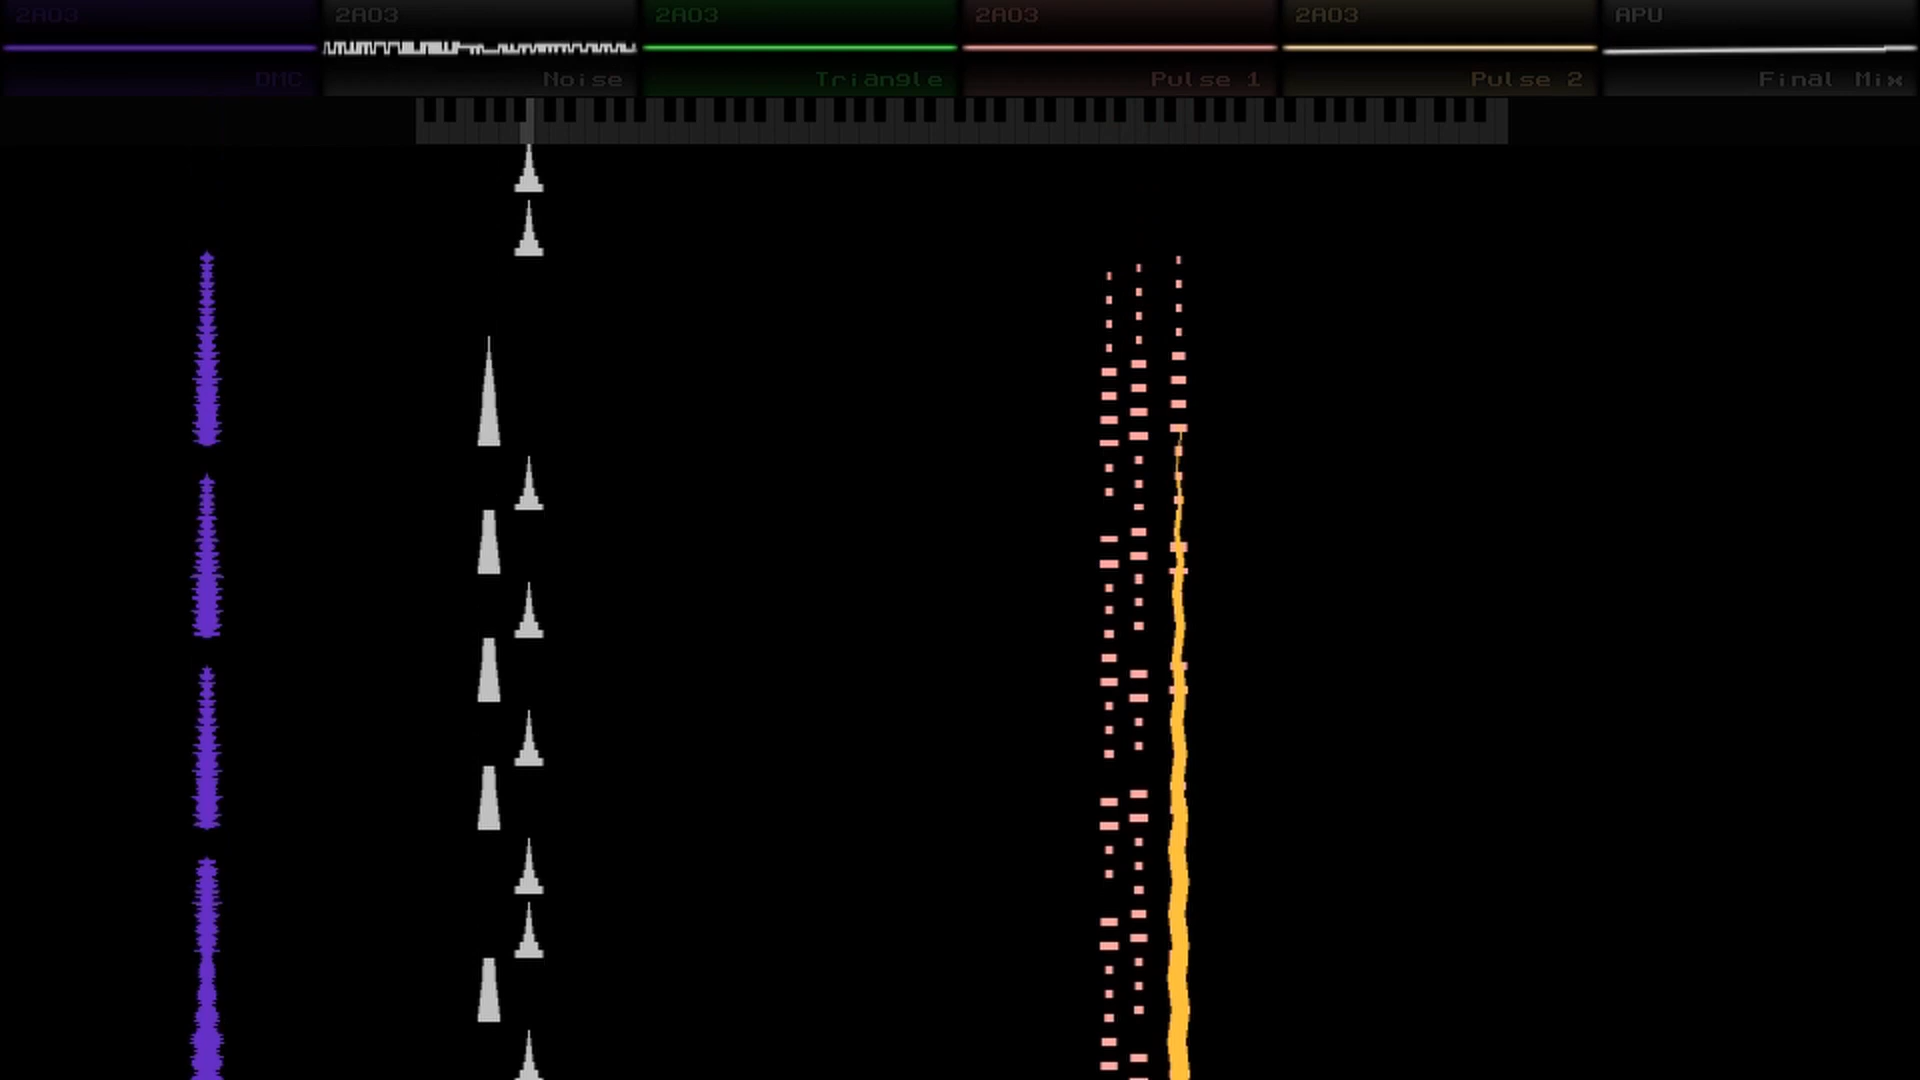 2A03
DMC
2A03
Noise
2A03
Triangle
2A03
Pulse 1
2A03
Pulse 2
APU
Final Mix